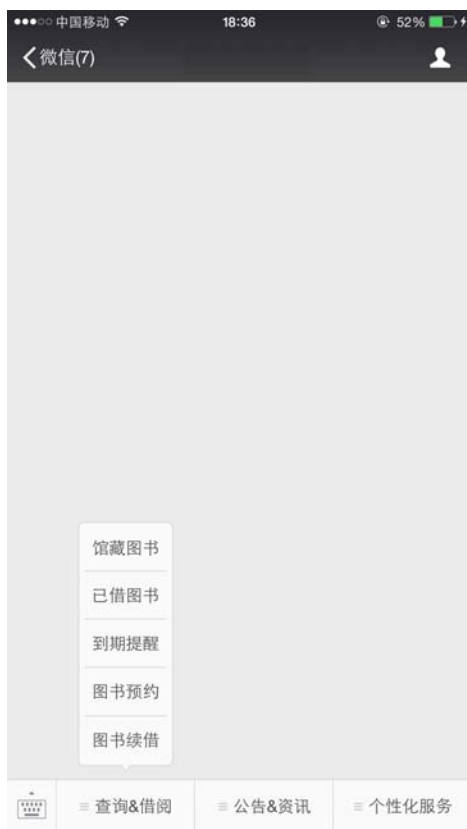 中国移动 18:36 52%
微信(7)
馆藏图书
已借图书
到期提醒
图书预约
图书续借
查询&借阅 公告&资讯 个性化服务